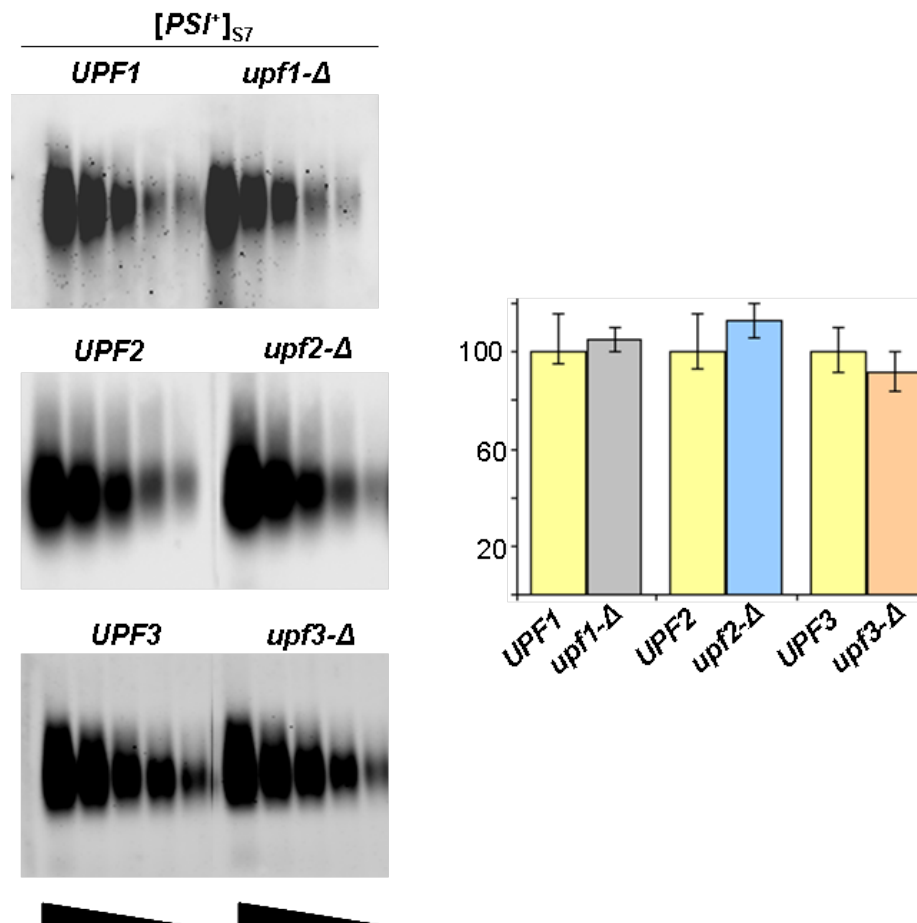 [PSI⁺]S7
UPF1 upf1-Δ
UPF2 upf2-Δ
UPF3 upf3-Δ
100
60
20
UPF1 upf1-Δ UPF2 upf2-Δ UPF3 upf3-Δ